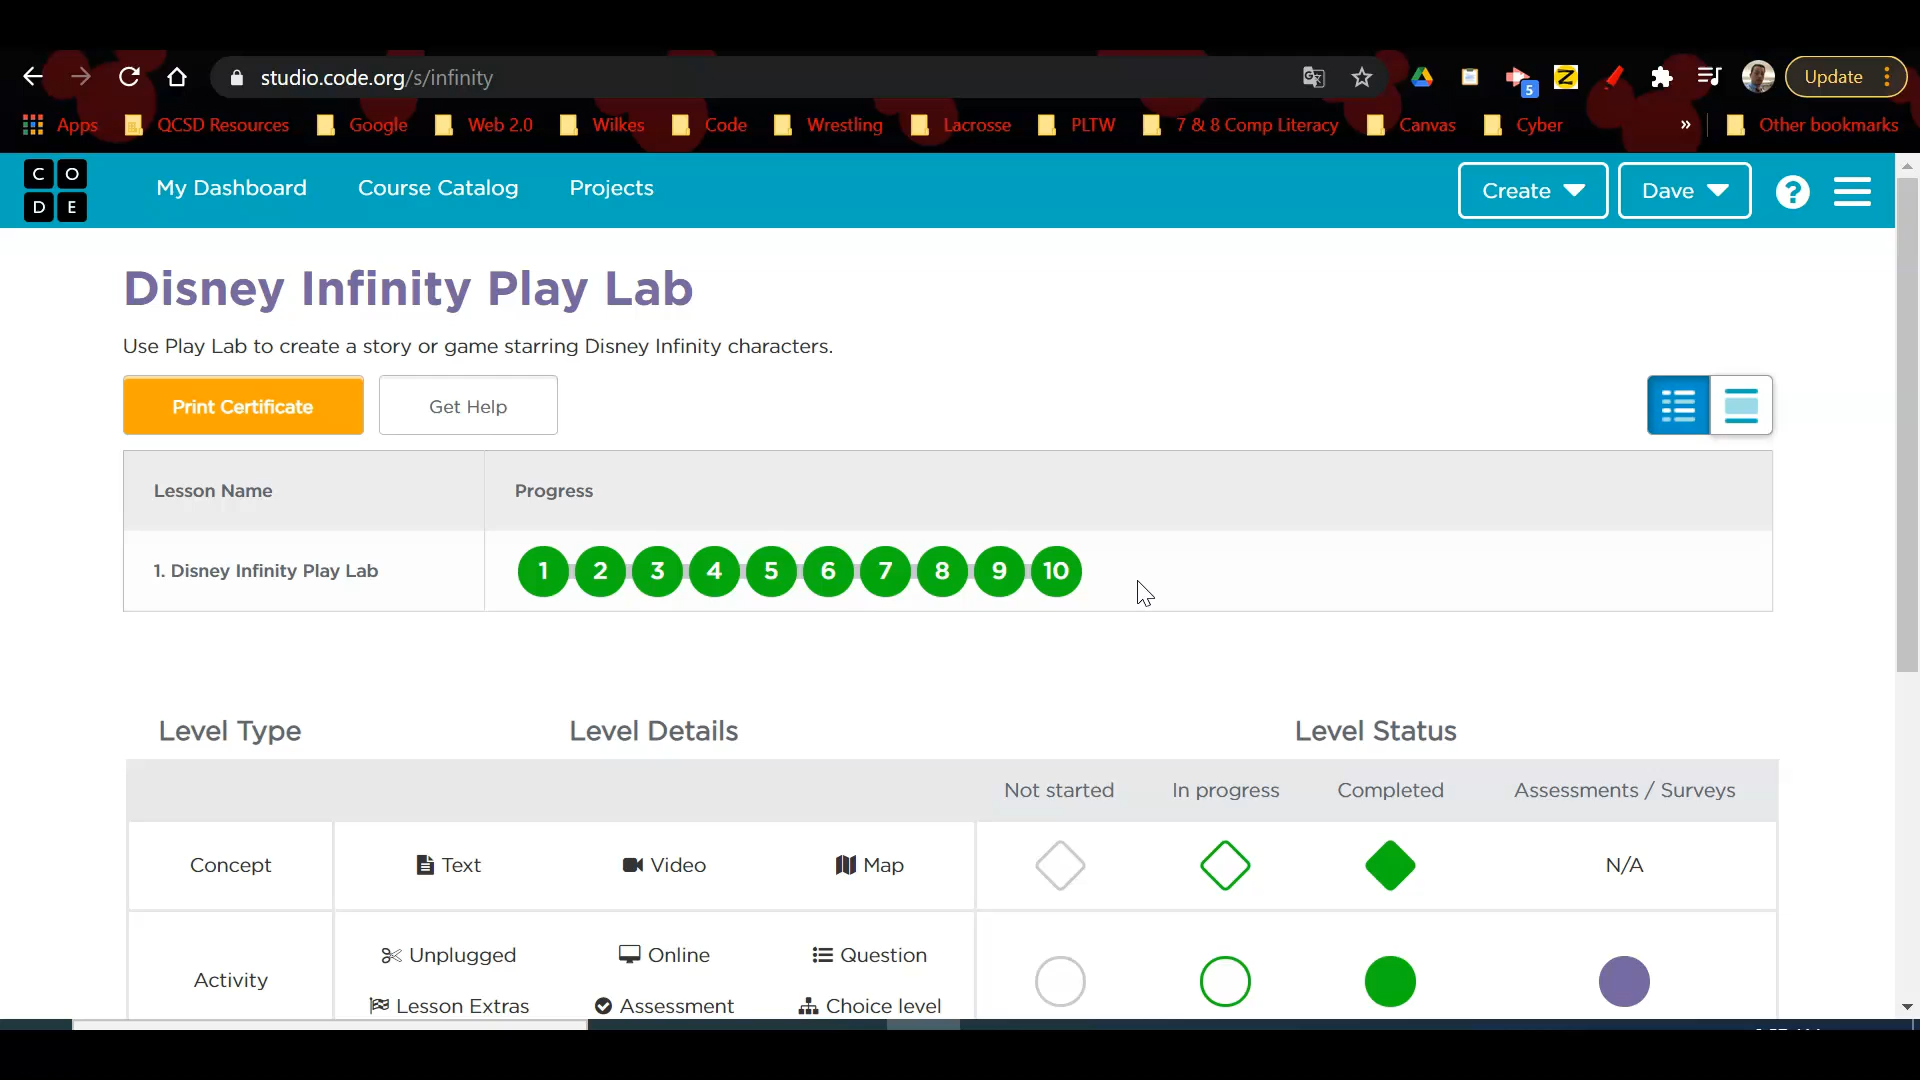 studio.code.org/s/infinity
5
Z
Update
Apps QCSD Resources Google Web 2.0 Wilkes Code Wrestling Lacrosse PLTW 7 & 8 Comp Literacy Canvas Cyber » Other bookmarks
C O
D E
My Dashboard Course Catalog Projects Create Dave ?
Disney Infinity Play Lab
Use Play Lab to create a story or game starring Disney Infinity characters.
Print Certificate Get Help
Lesson Name Progress
1. Disney Infinity Play Lab 1 2 3 4 5 6 7 8 9 10
Level Type Level Details Level Status
Not started In progress Completed Assessments / Surveys
Concept Text Video Map N/A
Unplugged Online Question
Activity
Lesson Extras Assessment Choice level